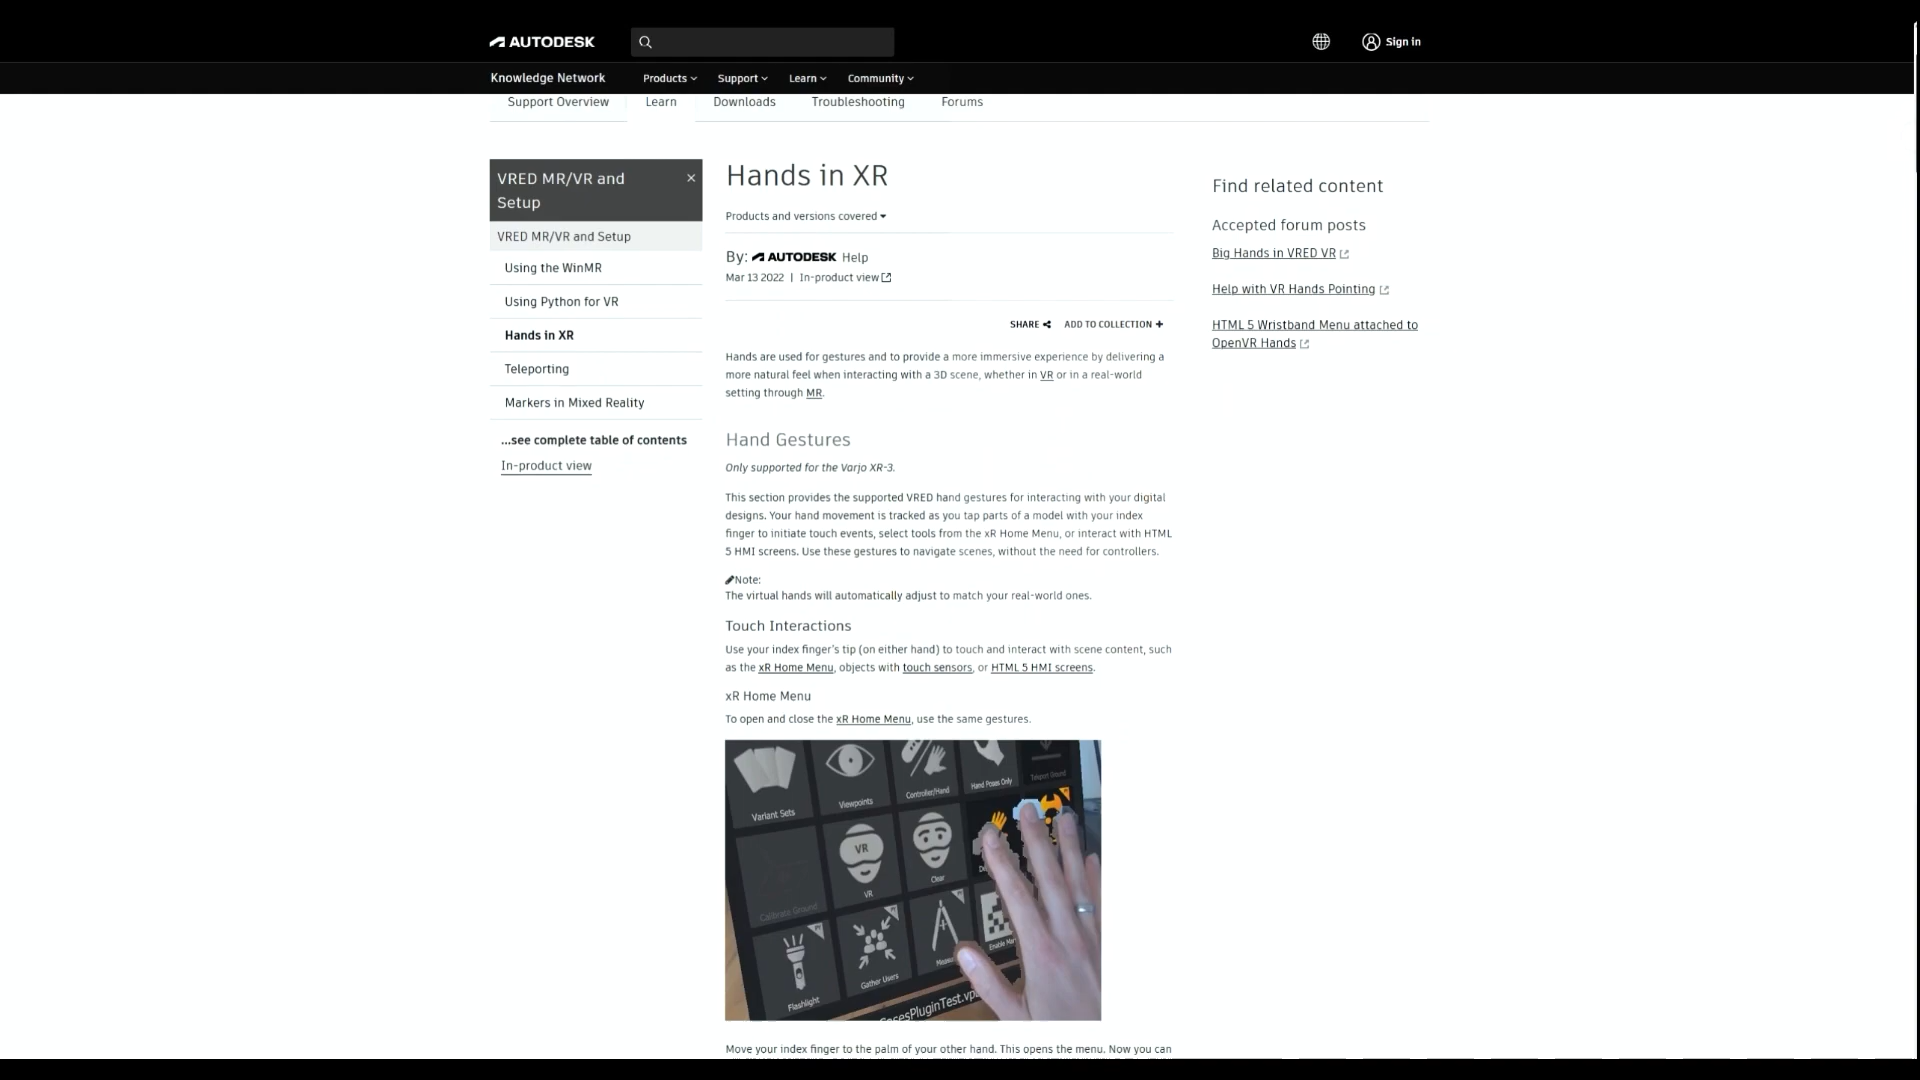 AUTODESK
Sign in
Knowledge Network
Products
Support
Learn
Community
Support Overview
Learn
Downloads
Troubleshooting
Forums
VRED MR/VR and
Setup
VRED MR/VR and Setup
Using the WinMR
Using Python for VR
Hands in XR
Teleporting
Markers in Mixed Reality
...see complete table of contents
In-product view
Hands in XR
Products and versions covered
By: AUTODESK Help
Mar 13 2022 | In-product view
SHARE
ADD TO COLLECTION +
Hands are used for gestures and to provide a more immersive experience by delivering a
more natural feel when interacting with a 3D scene, whether in VR or in a real-world
setting through MR.
Hand Gestures
Only supported for the Varjo XR-3.
This section provides the supported VRED hand gestures for interacting with your digital
designs. Your hand movement is tracked as you tap parts of a model with your index
finger to initiate touch events, select tools from the xR Home Menu, or interact with HTML
5 HMI screens. Use these gestures to navigate scenes, without the need for controllers.
Note:
The virtual hands will automatically adjust to match your real-world ones.
Touch Interactions
Use your index finger's tip (on either hand) to touch and interact with scene content, such
as the xR Home Menu, objects with touch sensors, or HTML 5 HMI screens.
xR Home Menu
To open and close the xR Home Menu, use the same gestures.
Variant Sets
Viewpoints
Controller/Hand
Hand Poses Only
Teleport Ground
Calibrate Ground
VR
VR
Clear
Flashlight
Gather Users
Enable
Move your index finger to the palm of your other hand. This opens the menu. Now you can
Find related content
Accepted forum posts
Big Hands in VRED VR
Help with VR Hands Pointing
HTML 5 Wristband Menu attached to
OpenVR Hands